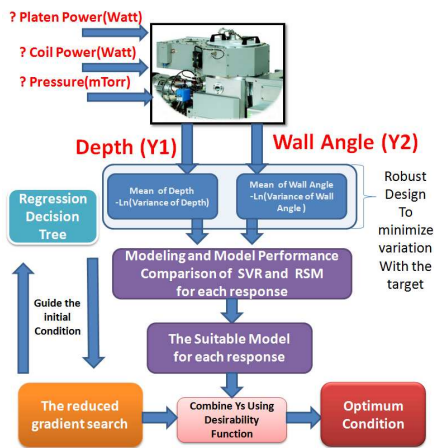 ? Platen Power(Watt)
? Coil Power(Watt)
? Pressure(mTorr)
Depth (Y1)
Wall Angle (Y2)
Regression
Decision
Tree
Mean of Depth
-Ln(Variance of Depth)
Mean of Wall Angle
-Ln(Variance of Wall
Angle )
Robust
Design
To
minimize
variation
With the
target
Modeling and Model Performance
Comparison of SVR and RSM
for each response
Guide the
initial
Condition
The Suitable Model
for each response
The reduced
gradient search
Combine Ys Using
Desirability
Function
Optimum
Condition